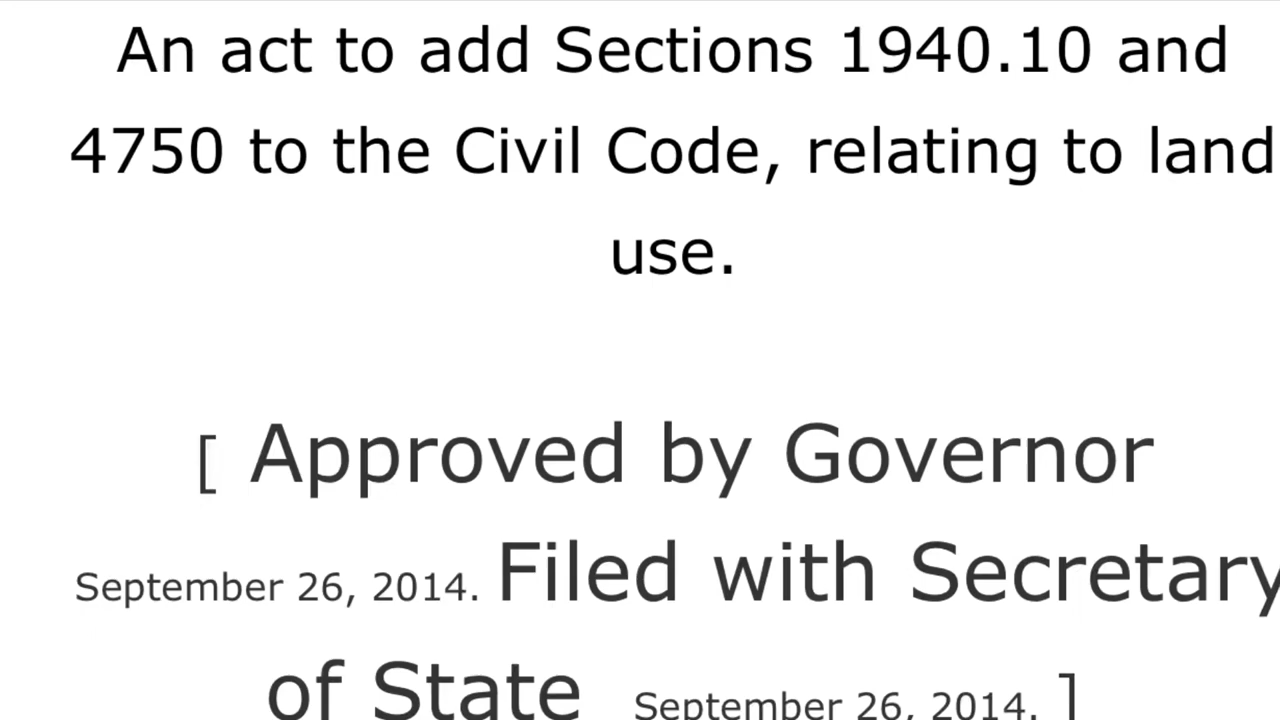 An act to add Sections 1940.10 and
4750 to the Civil Code, relating to land
use.
[ Approved by Governor
September 26, 2014. Filed with Secretary
of State September 26, 2014. ]